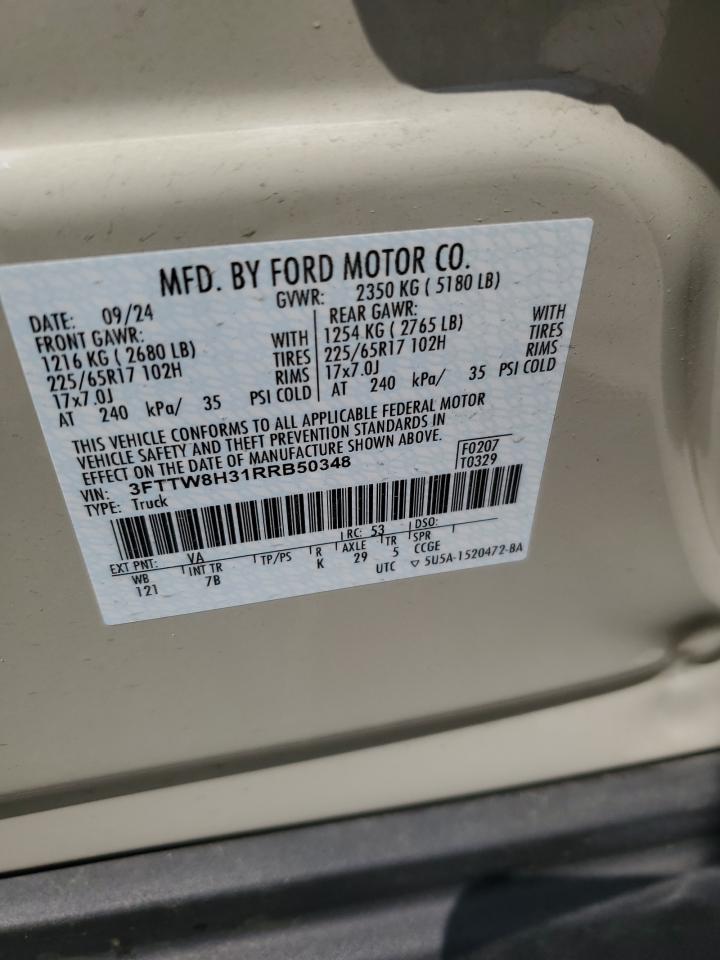 MFD. BY FORD MOTOR CO.
DATE: 09/24 GVWR: 2350 KG ( 5180 LB)
FRONT GAWR: REAR GAWR:
1216 KG ( 2680 LB) WITH 1254 KG ( 2765 LB) WITH
225/65R17 102H TIRES 225/65R17 102H TIRES
17x7.0J RIMS 17x7.0J RIMS
AT 240 kPa/ 35 PSI COLD AT 240 kPa/ 35 PSI COLD
THIS VEHICLE CONFORMS TO ALL APPLICABLE FEDERAL MOTOR
VEHICLE SAFETY AND THEFT PREVENTION STANDARDS IN
EFFECT ON THE DATE OF MANUFACTURE SHOWN ABOVE.
VIN: 3FTTW8H31RRB50348 F0207
TYPE: Truck T0329
EXT PNT: VA RC: 53 DSO:
WB INT TR TP/PS R AXLE TR SPR
121 7B K 29 5 CCGE
UTC ▽ 5U5A-1520472-BA